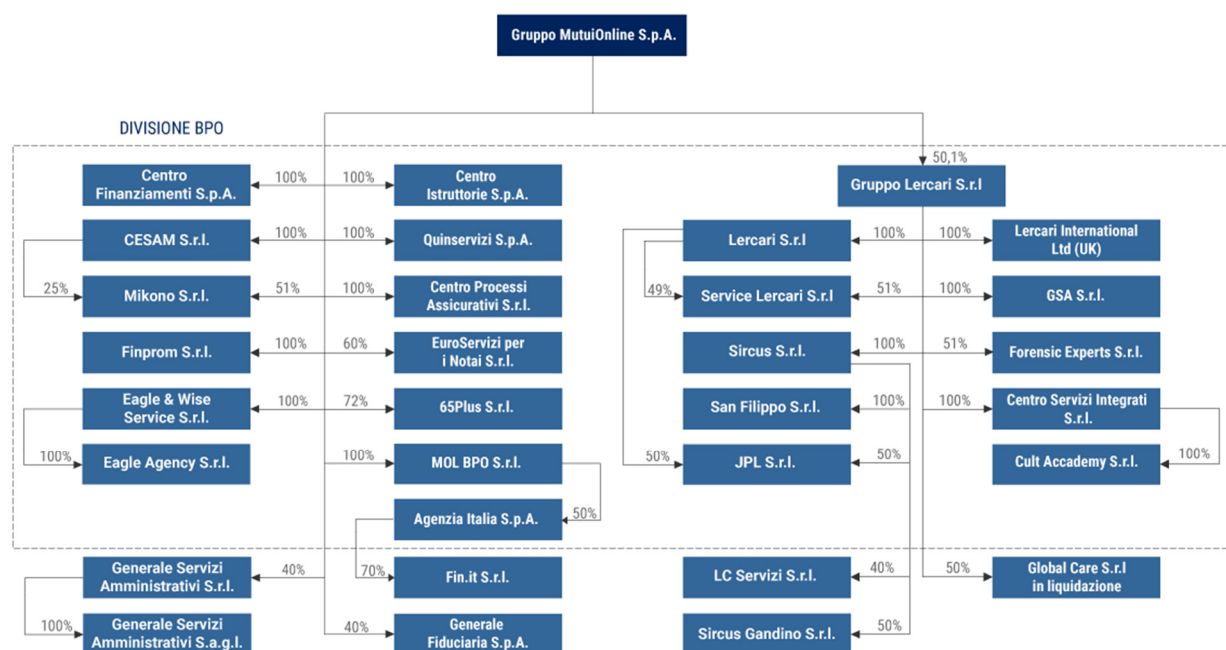 Gruppo MutuiOnline S.p.A.
DIVISIONE BPO
50,1%
Centro
Finanziamenti S.p.A.
100%
100%
Centro
Istruttorie S.p.A.
Gruppo Lercari S.r.l
CESAM S.r.l.
100%
100%
Quinservizi S.p.A.
Lercari S.r.l
100%
100%
Lercari International
Ltd (UK)
25%
Mikono S.r.l.
51%
100%
Centro Processi
Assicurativi S.r.l.
49%
Service Lercari S.r.l
51%
100%
GSA S.r.l.
Finprom S.r.l.
100%
60%
EuroServizi per
i Notai S.r.l.
Sircus S.r.l.
100%
51%
Forensic Experts S.r.l.
Eagle & Wise
Service S.r.l.
100%
72%
65Plus S.r.l.
San Filippo S.r.l.
100%
100%
Centro Servizi Integrati
S.r.l.
100%
Eagle Agency S.r.l.
100%
MOL BPO S.r.l.
50%
JPL S.r.l.
50%
Cult Accademy S.r.l.
100%
Agenzia Italia S.p.A.
50%
Generale Servizi
Amministrativi S.r.l.
40%
70%
Fin.it S.r.l.
LC Servizi S.r.l.
40%
50%
Global Care S.r.l
in liquidazione
100%
Generale Servizi
Amministrativi S.a.g.l.
40%
Generale
Fiduciaria S.p.A.
Sircus Gandino S.r.l.
50%